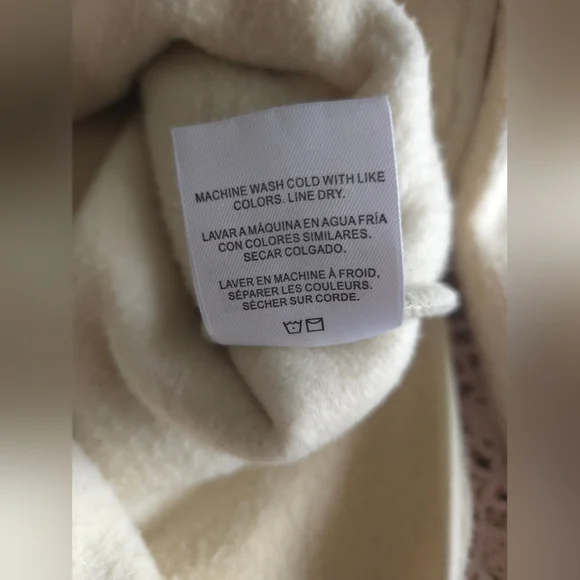 MACHINE WASH COLD WITH LIKE
COLORS. LINE DRY.
LAVAR A MÁQUINA EN AGUA FRÍA
CON COLORES SIMILARES.
SECAR COLGADO.
LAVER EN MACHINE À FROID,
SÉPARER LES COULEURS.
SÉCHER SUR CORDE.